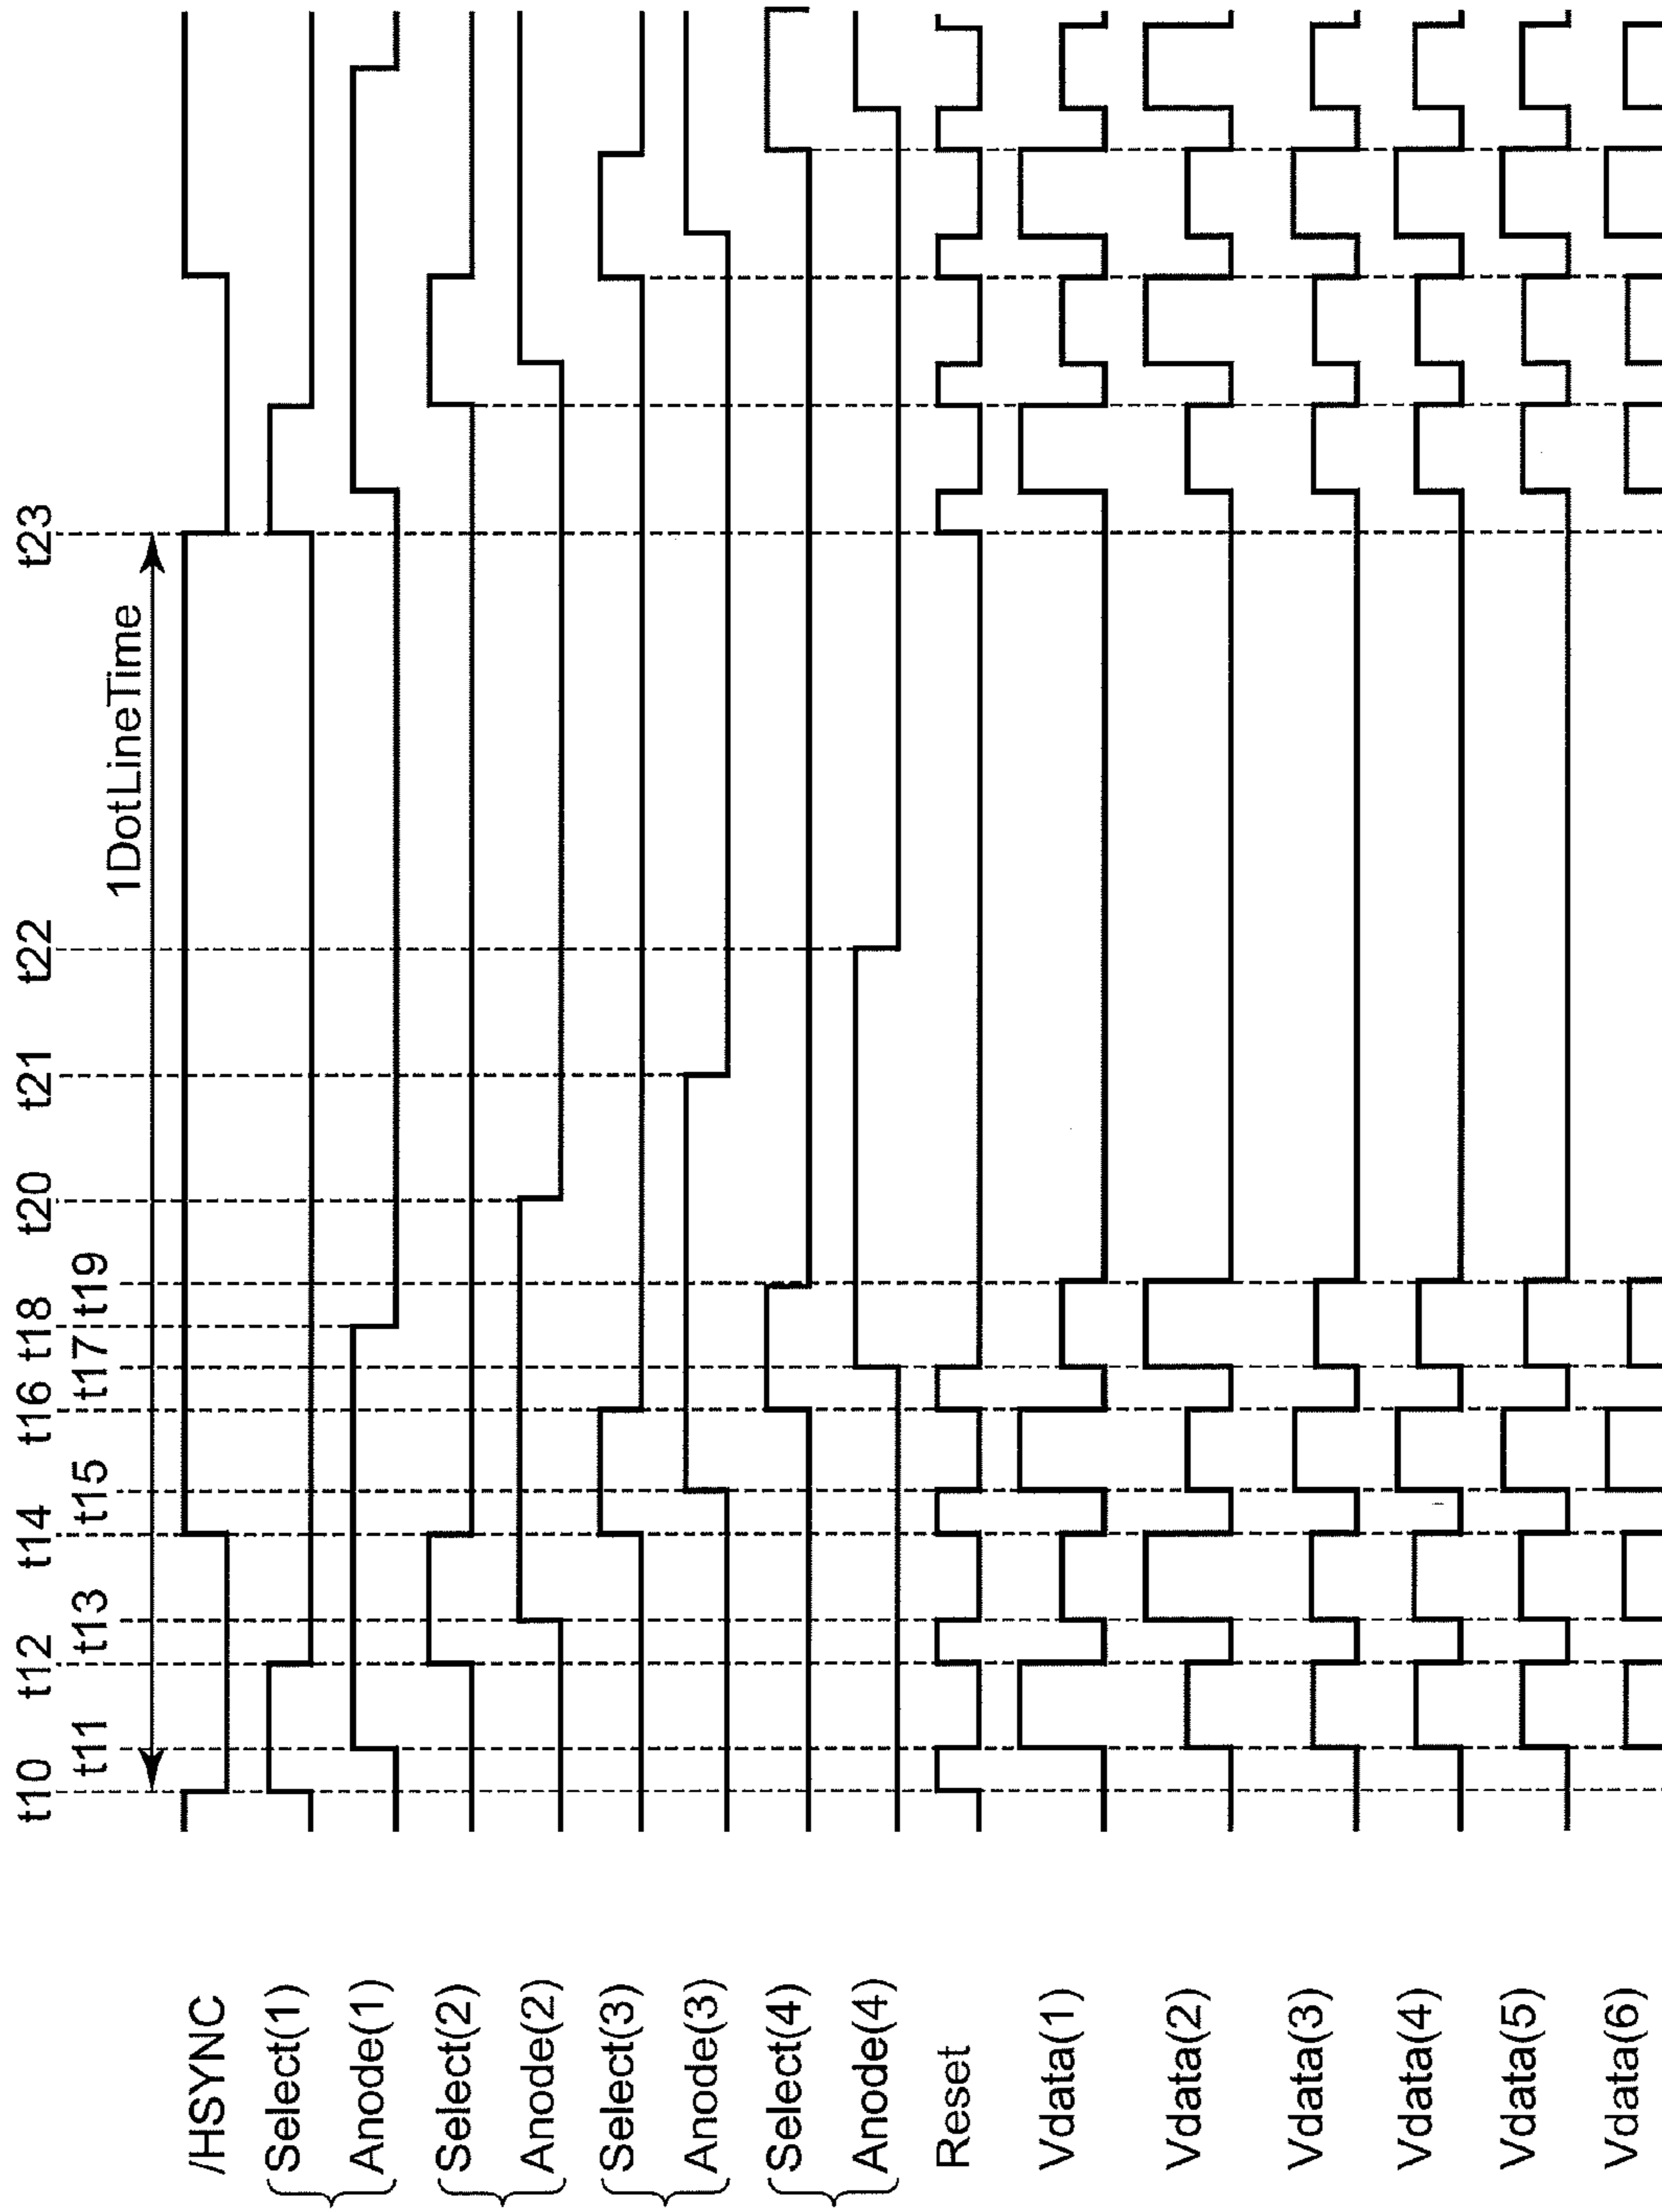 t10
t11
t12
t13
t14
t15
t16
t17
t18
t19
t20
t21
t22
t23
1DotLineTime
/HSYNC
Select(1)
Anode(1)
Select(2)
Anode(2)
Select(3)
Anode(3)
Select(4)
Anode(4)
Reset
Vdata(1)
Vdata(2)
Vdata(3)
Vdata(4)
Vdata(5)
Vdata(6)